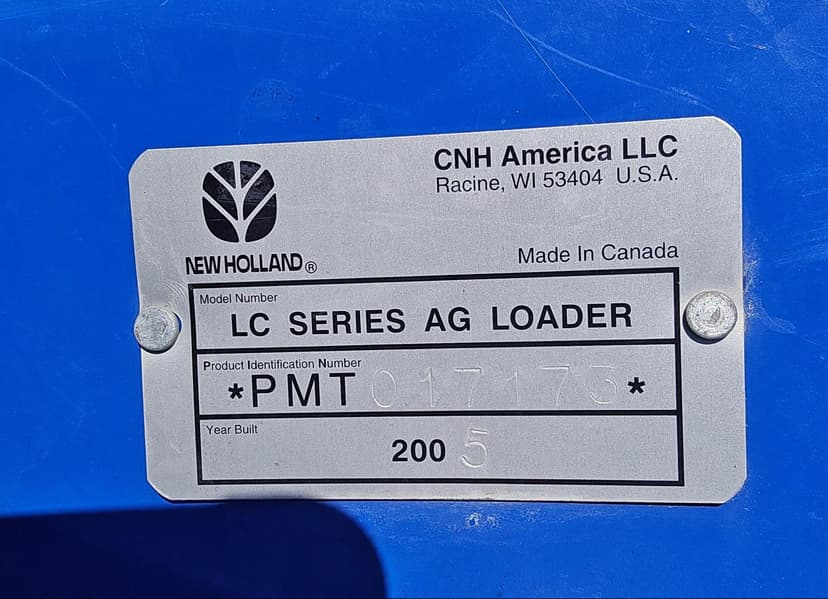 CNH America LLC
Racine, WI 53404 U.S.A.
NEW HOLLAND®
Made In Canada
Model Number
LC SERIES AG LOADER
Product Identification Number
*PMT017173*
Year Built
2005